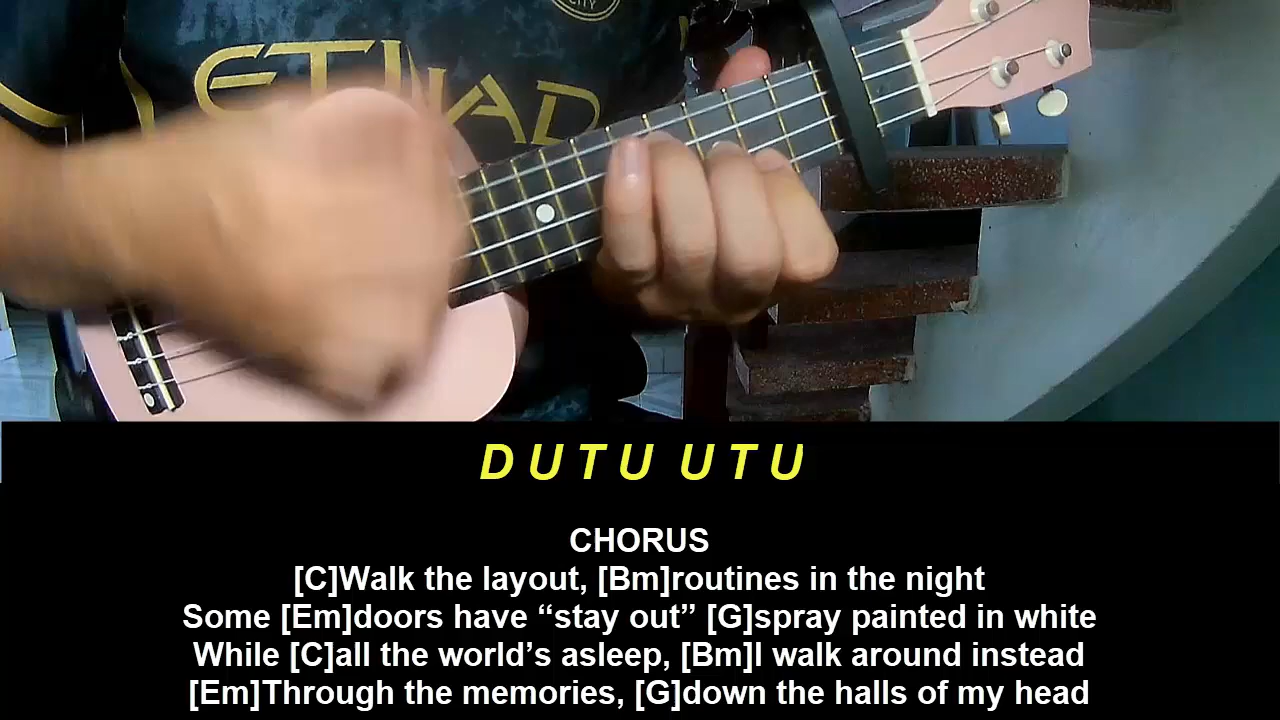 CITY
ETIHAD
D U T U U T U
CHORUS
[C]Walk the layout, [Bm]routines in the night
Some [Em]doors have “stay out” [G]spray painted in white
While [C]all the world’s asleep, [Bm]I walk around instead
[Em]Through the memories, [G]down the halls of my head